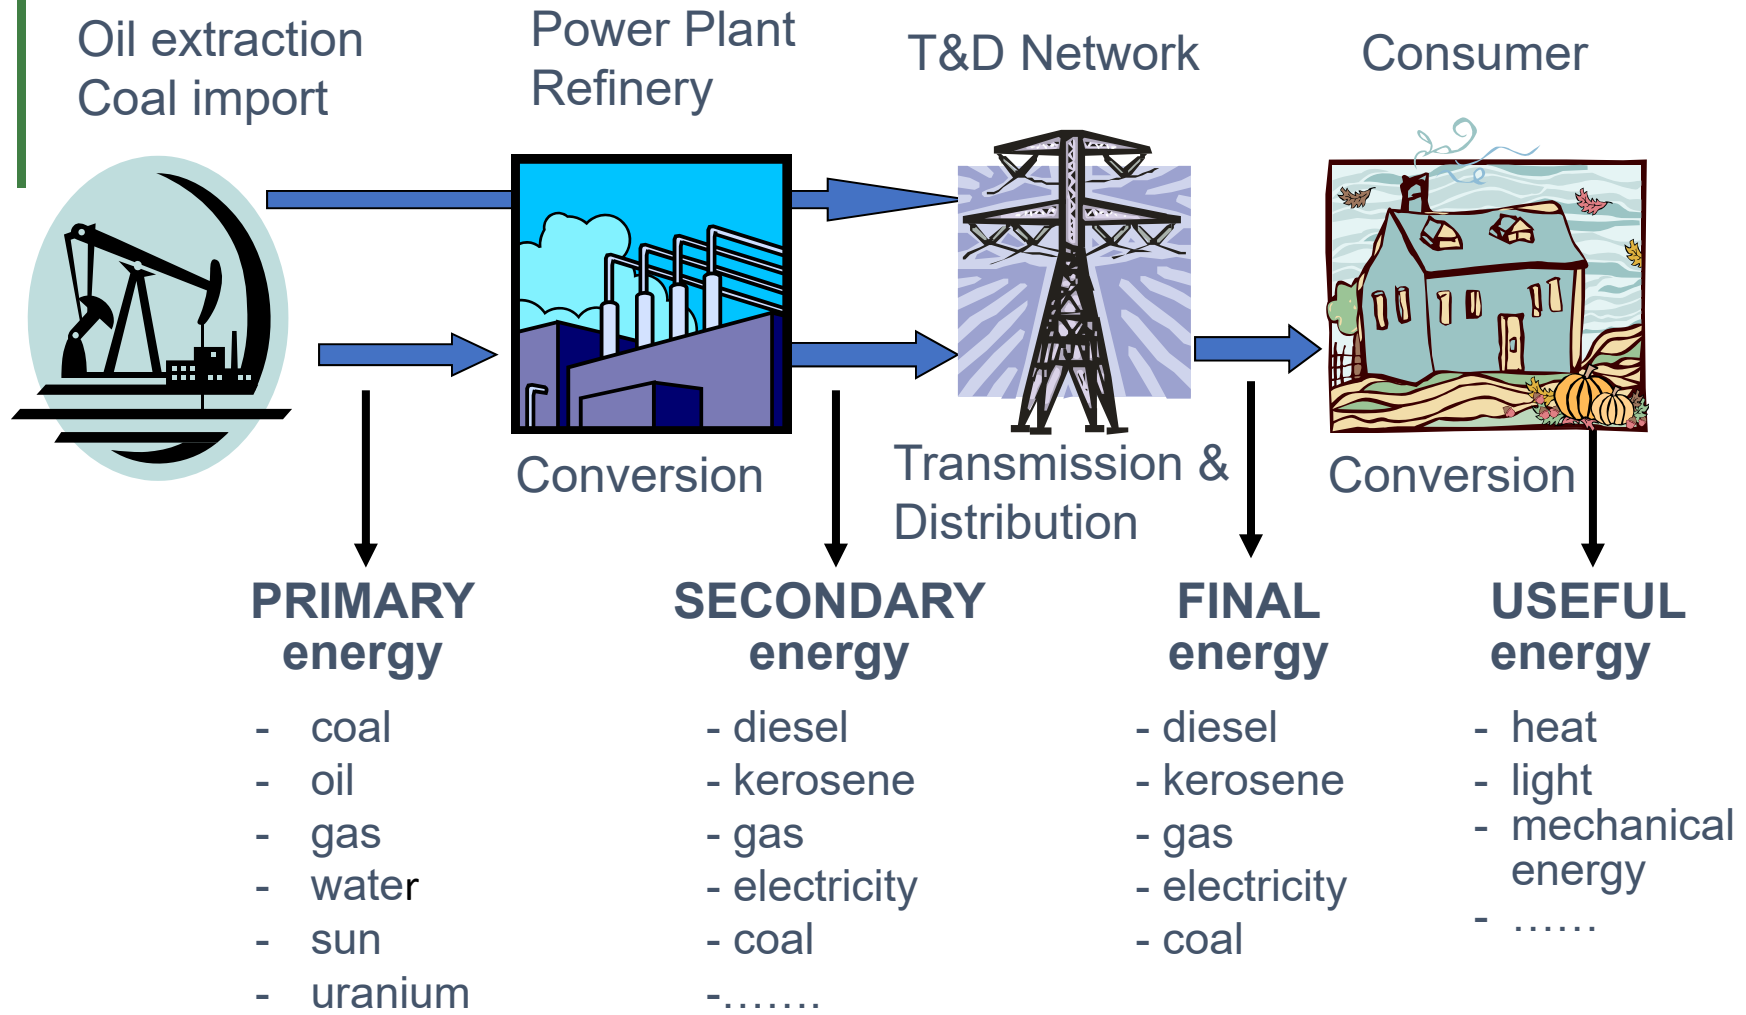 Oil extraction
Coal import
Power Plant
Refinery
T&D Network
Consumer
Conversion
Transmission &
Distribution
Conversion
PRIMARY
energy
- coal
- oil
- gas
- water
- sun
- uranium
SECONDARY
energy
- diesel
- kerosene
- gas
- electricity
- coal
-.......
FINAL
energy
- diesel
- kerosene
- gas
- electricity
- coal
USEFUL
energy
- heat
- light
- mechanical
energy
- ......